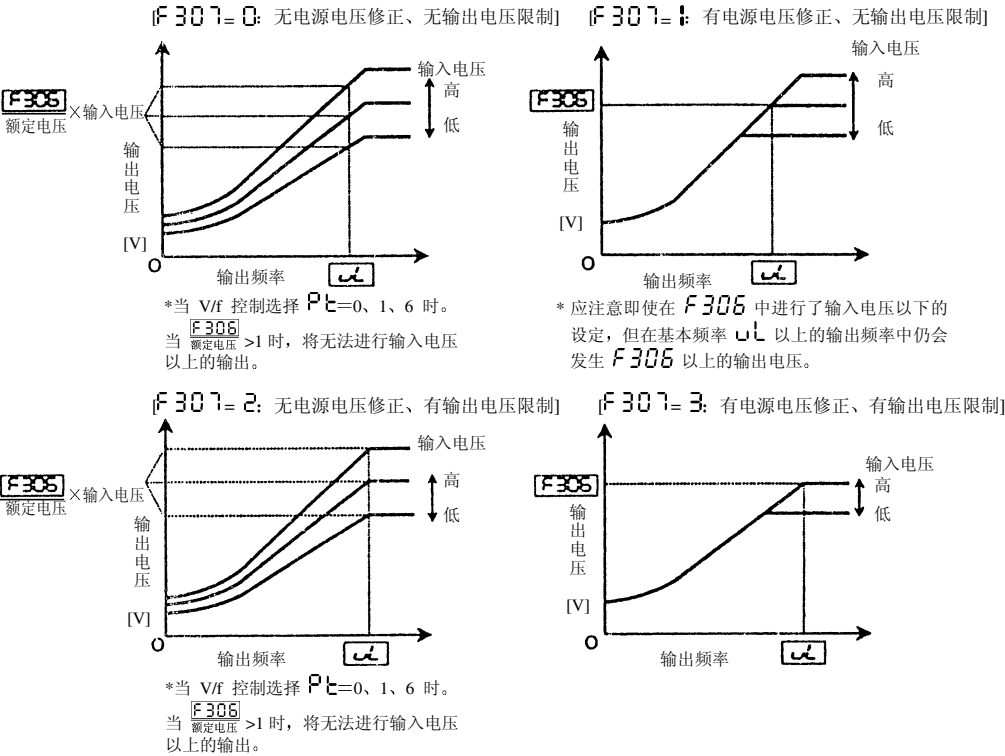 [F307=0: 无电源电压修正、无输出电压限制]
输入电压
高
低
F306
额定电压
×输入电压
输出电压
[V]
0
输出频率
uL
*当 V/f 控制选择 Pt=0、1、6 时。
当 F306/额定电压 >1 时，将无法进行输入电压
以上的输出。
[F307=1: 有电源电压修正、无输出电压限制]
输入电压
高
低
F306
输出电压
[V]
0
输出频率
uL
* 应注意即使在 F306 中进行了输入电压以下的
设定，但在基本频率 uL 以上的输出频率中仍会
发生 F306 以上的输出电压。
[F307=2: 无电源电压修正、有输出电压限制]
输入电压
高
低
F306
额定电压
×输入电压
输出电压
[V]
0
输出频率
uL
*当 V/f 控制选择 Pt=0、1、6 时。
当 F306/额定电压 >1 时，将无法进行输入电压
以上的输出。
[F307=3: 有电源电压修正、有输出电压限制]
输入电压
高
低
F306
输出电压
[V]
0
输出频率
uL